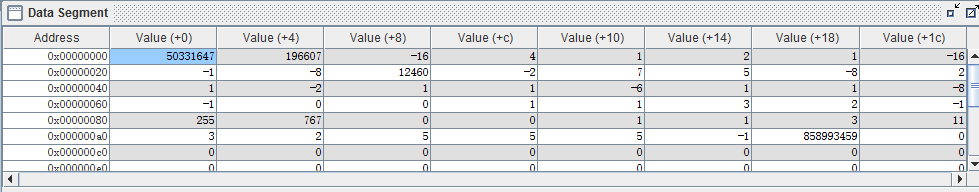 Data Segment
Address Value (+0) Value (+4) Value (+8) Value (+c) Value (+10) Value (+14) Value (+18) Value (+1c)
0x00000000 50331647 196607 -16 4 1 2 1 -16
0x00000020 -1 -8 12460 -2 7 5 -8 2
0x00000040 1 -2 1 1 -6 1 1 -8
0x00000060 -1 0 0 1 1 3 2 -1
0x00000080 255 767 0 0 1 1 3 11
0x000000a0 3 2 5 5 5 -1 858993459 0
0x000000c0 0 0 0 0 0 0 0 0
0x000000e0 0 0 0 0 0 0 0 0